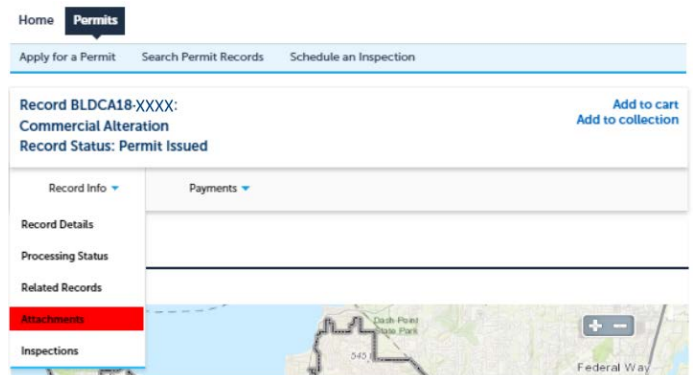 Home Permits
Apply for a Permit Search Permit Records Schedule an Inspection
Record BLDCA18-XXXX:
Commercial Alteration
Record Status: Permit Issued
Add to cart
Add to collection
Record Info Payments
Record Details
Processing Status
Related Records
Attachments
Inspections
Dash Point
State Park
545
Federal Way